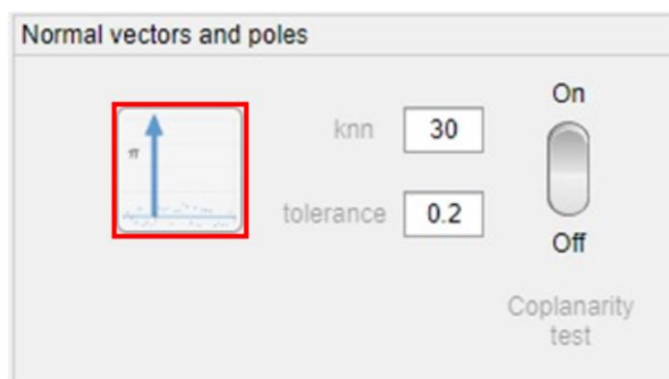 Normal vectors and poles
π
knn
30
On
tolerance
0.2
Off
Coplanarity
test